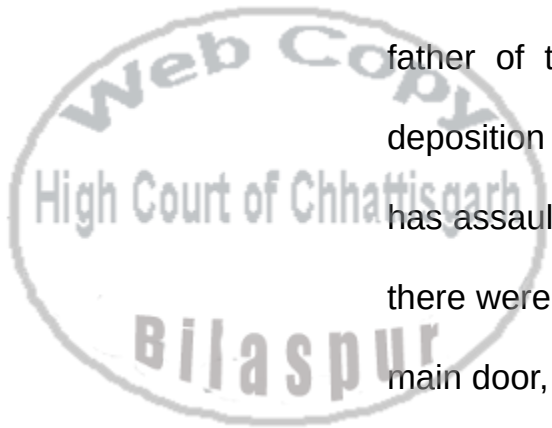 Web Copy
High Court of Chhattisgarh
Bilaspur
father of
deposition
has assaul
there were
main door,